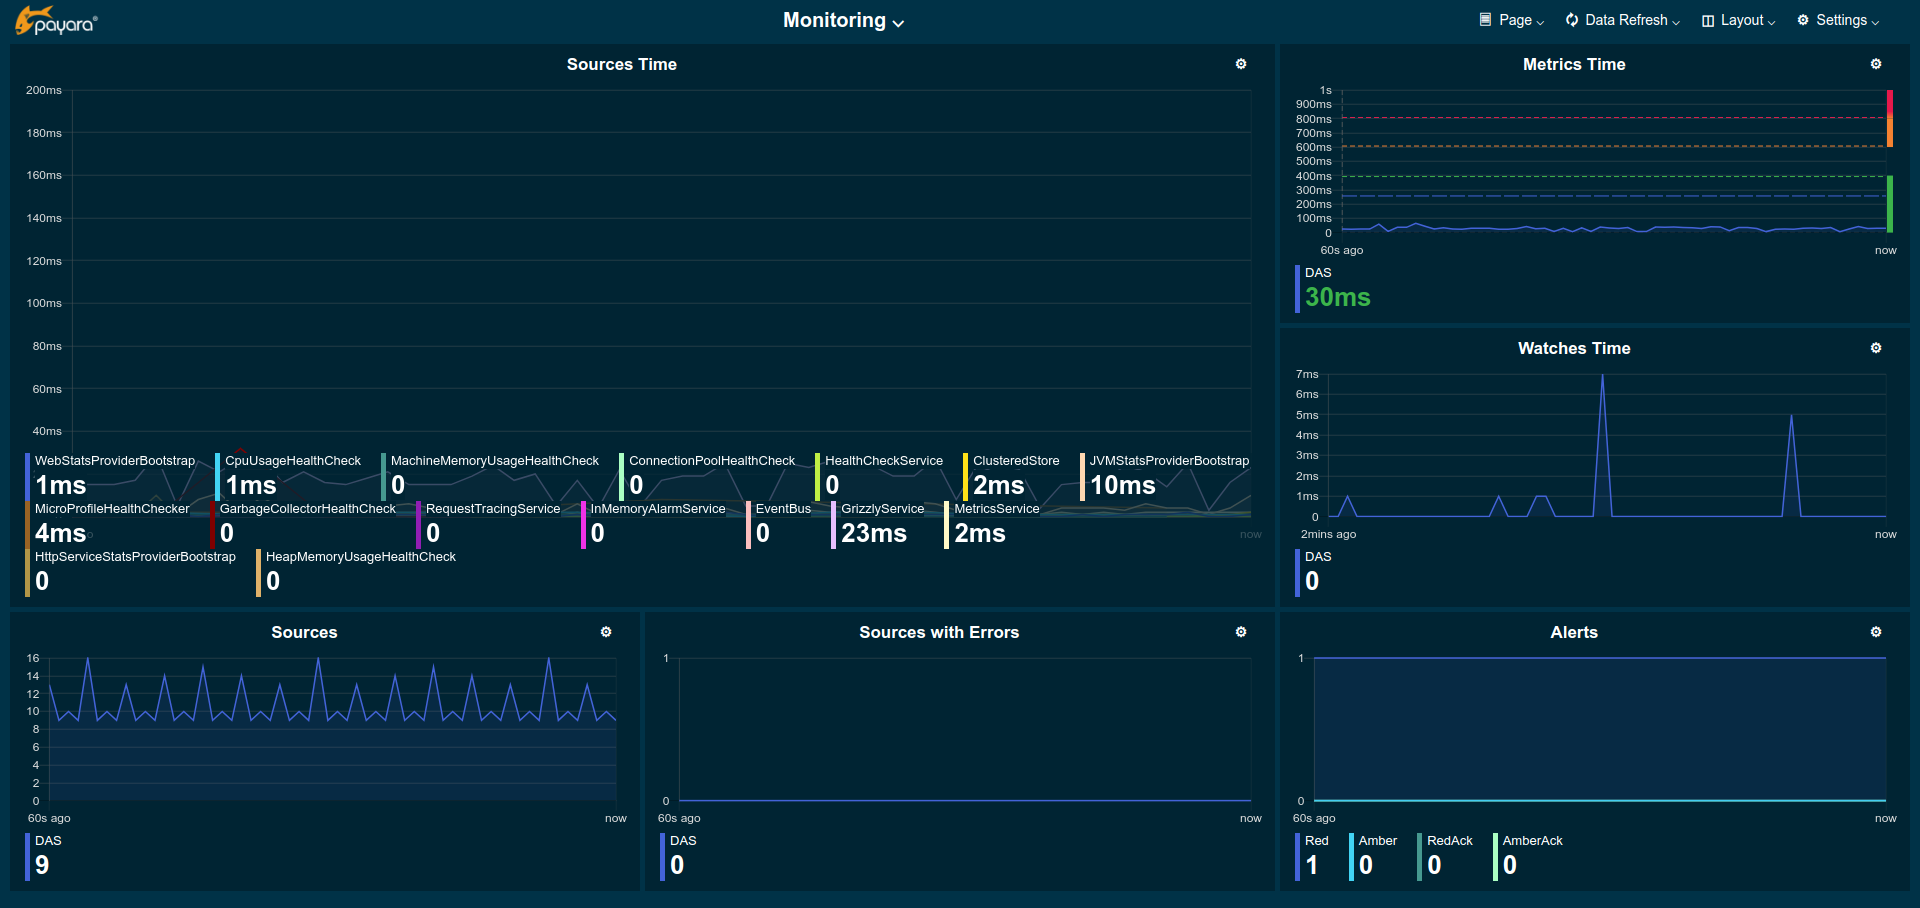 payara®
Monitoring
Page
Data Refresh
Layout
Settings
Sources Time
200ms
180ms
160ms
140ms
120ms
100ms
80ms
60ms
40ms
WebStatsProviderBootstrap
1ms
CpuUsageHealthCheck
1ms
MachineMemoryUsageHealthCheck
0
ConnectionPoolHealthCheck
0
HealthCheckService
0
ClusteredStore
2ms
JVMStatsProviderBootstrap
10ms
MicroProfileHealthChecker
4ms
GarbageCollectorHealthCheck
0
RequestTracingService
0
InMemoryAlarmService
0
EventBus
0
GrizzlyService
23ms
MetricsService
2ms
now
HttpServiceStatsProviderBootstrap
0
HeapMemoryUsageHealthCheck
0
Metrics Time
1s
900ms
800ms
700ms
600ms
500ms
400ms
300ms
200ms
100ms
0
60s ago
now
DAS
30ms
Watches Time
7ms
6ms
5ms
4ms
3ms
2ms
1ms
0
2mins ago
now
DAS
0
Sources
16
14
12
10
8
6
4
2
0
60s ago
now
DAS
9
Sources with Errors
1
0
60s ago
now
DAS
0
Alerts
1
0
60s ago
now
Red
1
Amber
0
RedAck
0
AmberAck
0